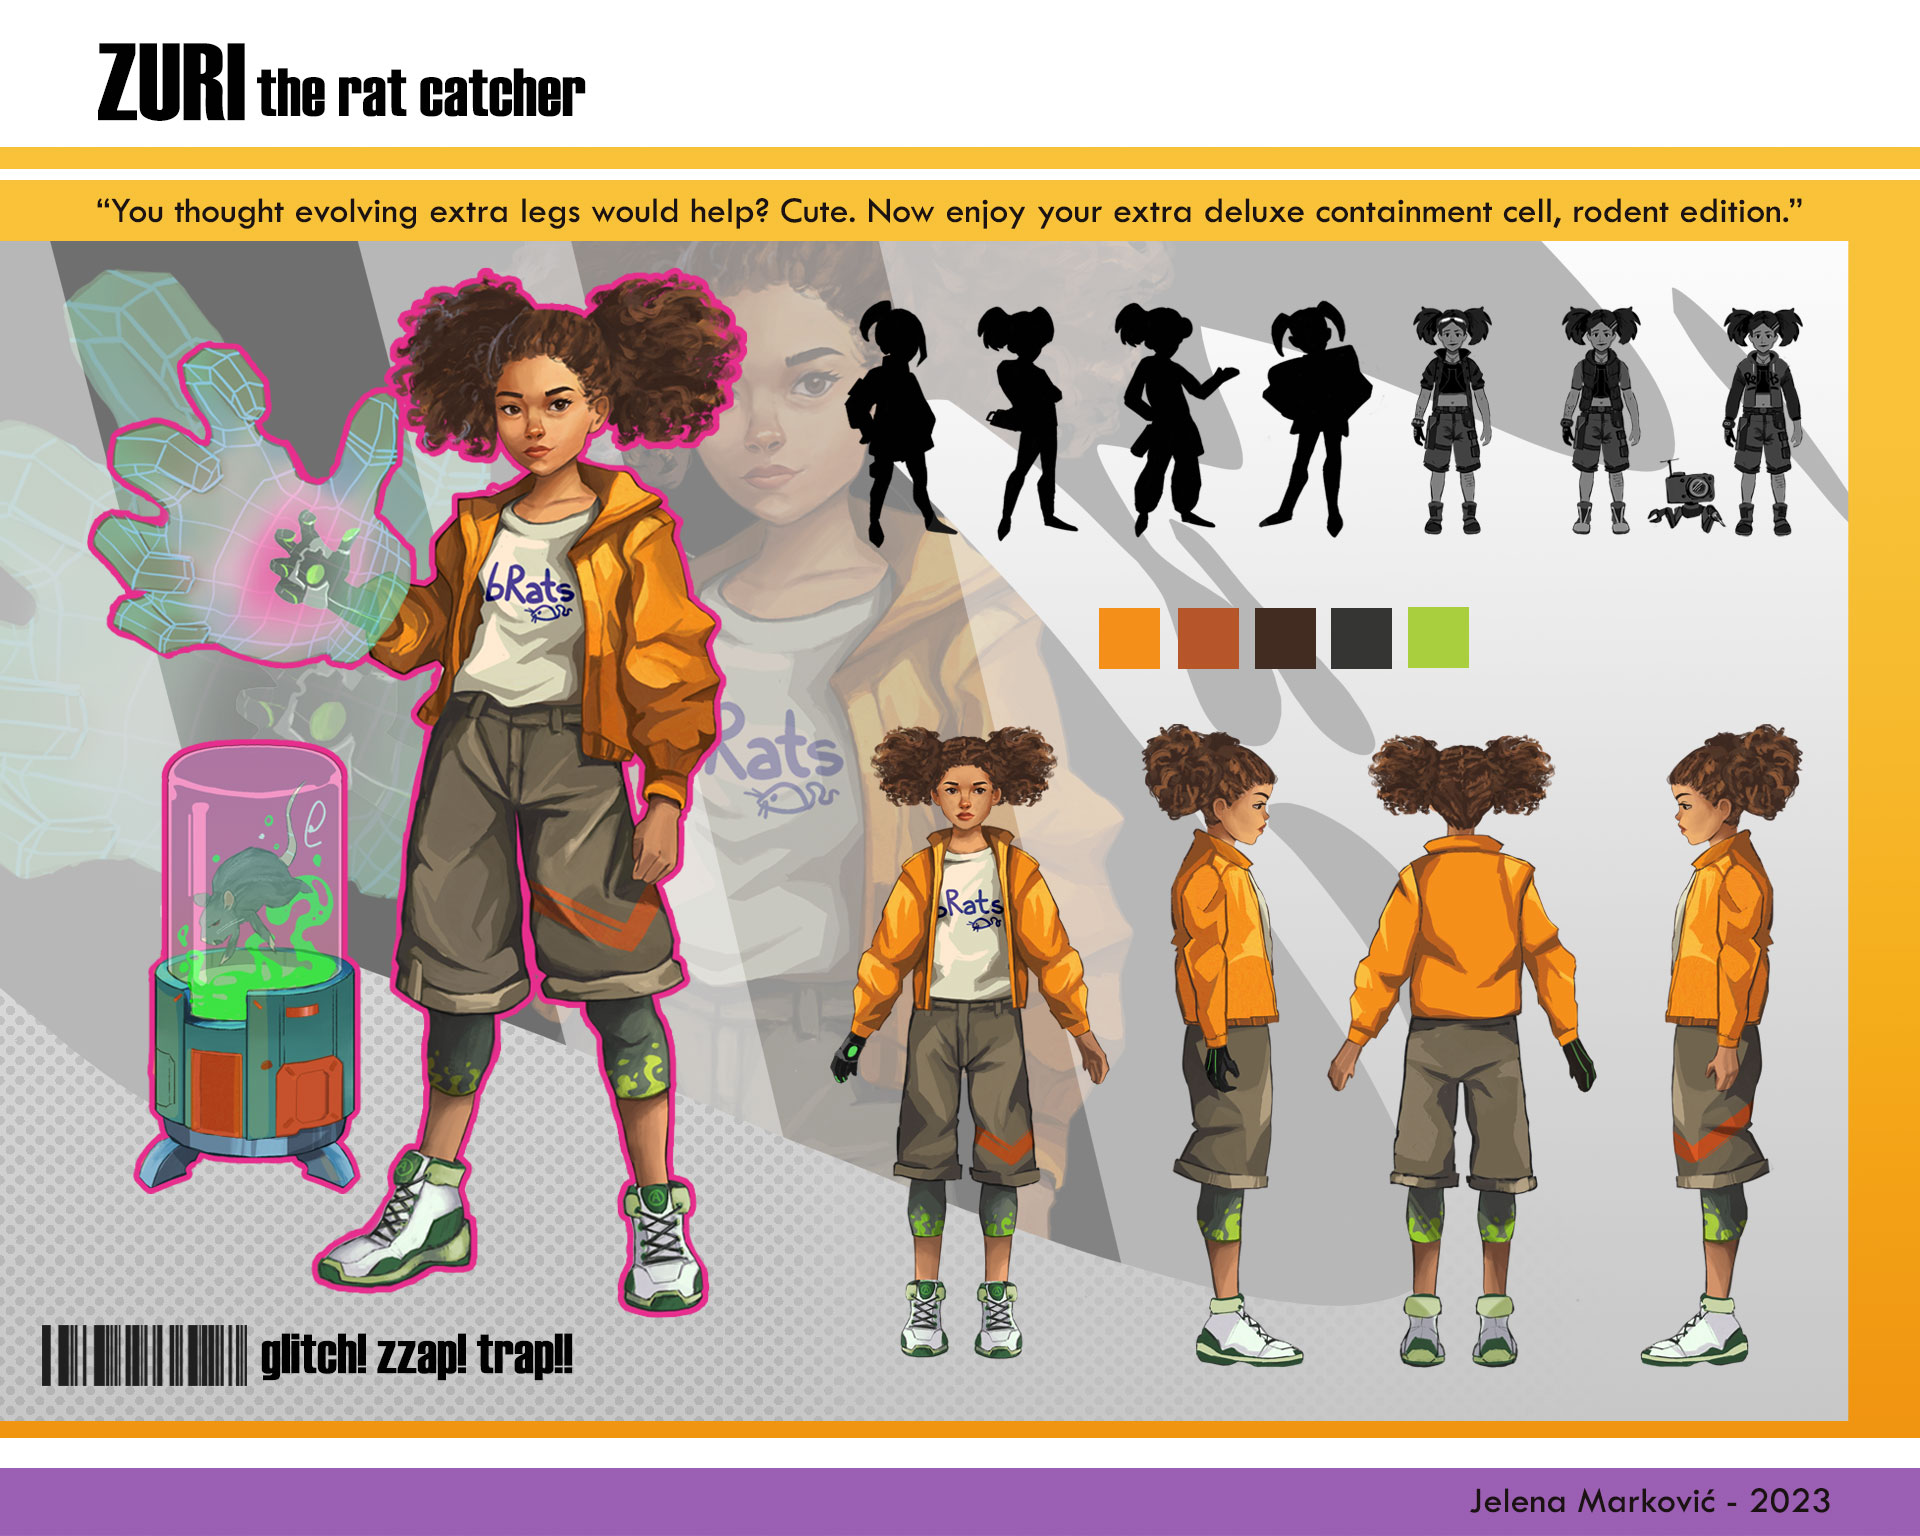 ZURI the rat catcher
“You thought evolving extra legs would help? Cute. Now enjoy your extra deluxe containment cell, rodent edition.”
bRats
Rats
bRats
glitch! zzap! trap!!
Jelena Marković - 2023